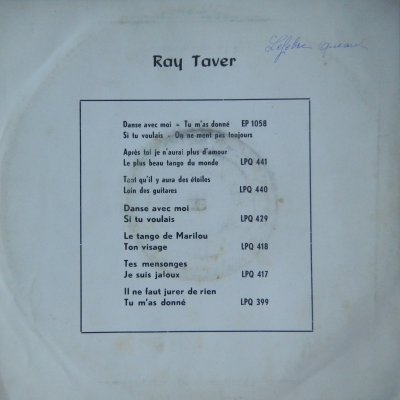 Ray Taver
Danse avec moi - Tu m'as donné EP 1058
Si tu voulais - On ne ment pas toujours
Après toi je n'aurai plus d'amour
Le plus beau tango du monde LPQ 441
Tant qu'il y aura des étoiles
Loin des guitares LPQ 440
Danse avec moi
Si tu voulais LPQ 429
Le tango de Marilou
Ton visage LPQ 418
Tes mensonges
Je suis jaloux LPQ 417
Il ne faut jurer de rien
Tu m'as donné LPQ 399